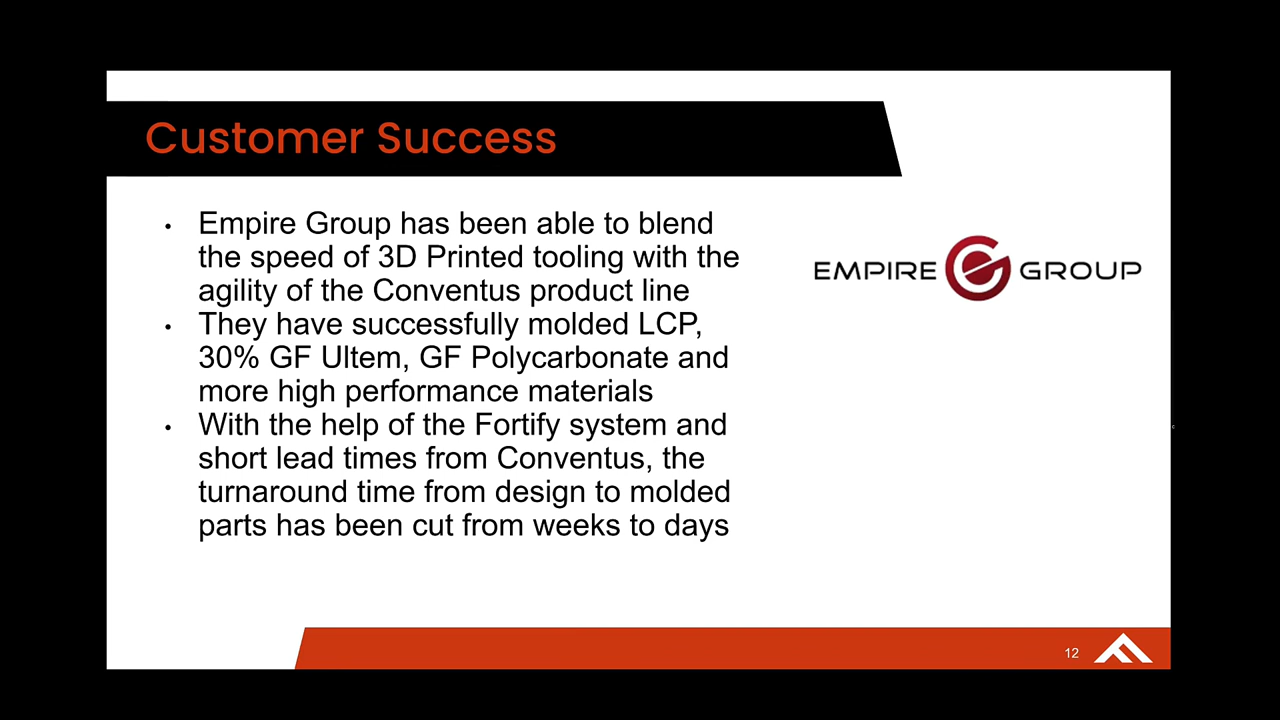 Customer Success
• Empire Group has been able to blend
the speed of 3D Printed tooling with the
agility of the Conventus product line
• They have successfully molded LCP,
30% GF Ultem, GF Polycarbonate and
more high performance materials
• With the help of the Fortify system and
short lead times from Conventus, the
turnaround time from design to molded
parts has been cut from weeks to days
EMPIRE GROUP
12